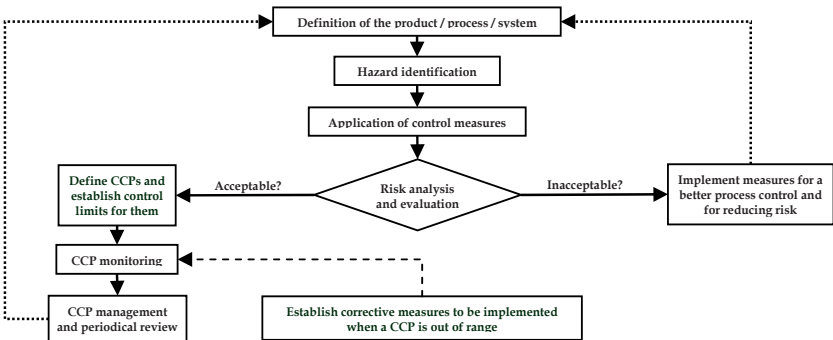 Definition of the product / process / system
Hazard identification
Application of control measures
Risk analysis
and evaluation
Acceptable?
Inacceptable?
Define CCPs and
establish control
limits for them
Implement measures for a
better process control and
for reducing risk
CCP monitoring
CCP management
and periodical review
Establish corrective measures to be implemented
when a CCP is out of range